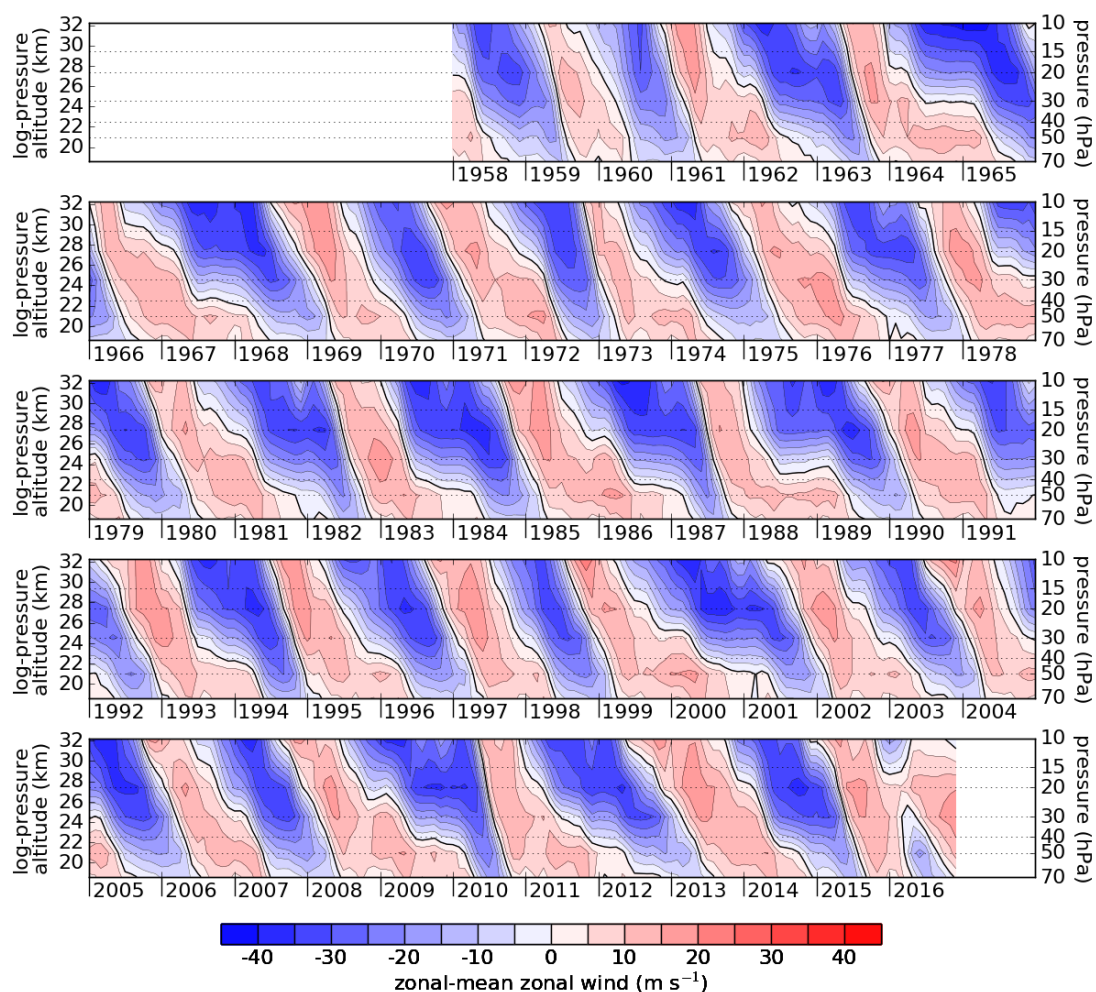 32 10
30 15
28 20
26
24 30
22 40
20 50
70
log-pressure
altitude (km)
pressure (hPa)
1958 1959 1960 1961 1962 1963 1964 1965
32 10
30 15
28 20
26
24 30
22 40
20 50
70
log-pressure
altitude (km)
pressure (hPa)
1966 1967 1968 1969 1970 1971 1972 1973 1974 1975 1976 1977 1978
32 10
30 15
28 20
26
24 30
22 40
20 50
70
log-pressure
altitude (km)
pressure (hPa)
1979 1980 1981 1982 1983 1984 1985 1986 1987 1988 1989 1990 1991
32 10
30 15
28 20
26
24 30
22 40
20 50
70
log-pressure
altitude (km)
pressure (hPa)
1992 1993 1994 1995 1996 1997 1998 1999 2000 2001 2002 2003 2004
32 10
30 15
28 20
26
24 30
22 40
20 50
70
log-pressure
altitude (km)
pressure (hPa)
2005 2006 2007 2008 2009 2010 2011 2012 2013 2014 2015 2016
-40 -30 -20 -10 0 10 20 30 40
zonal-mean zonal wind (m s⁻¹)